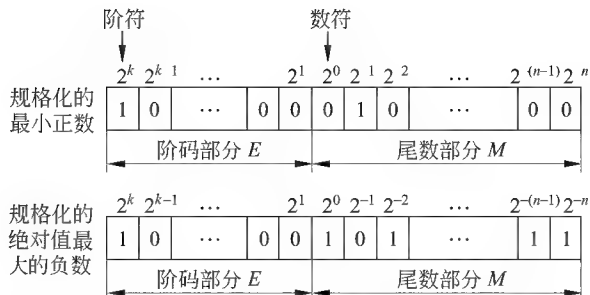 阶符 数符
2^k 2^{k 1} … 2^1 2^0 2^1 2^2 … 2^{(n-1)} 2^n
规格化的
最小正数
1 0 … 0 0 0 1 0 … 0 0
阶码部分 E 尾数部分 M
2^k 2^{k-1} … 2^1 2^0 2^{-1} 2^{-2} … 2^{-(n-1)} 2^{-n}
规格化的
绝对值最
大的负数
1 0 … 0 0 1 0 1 … 1 1
阶码部分 E 尾数部分 M